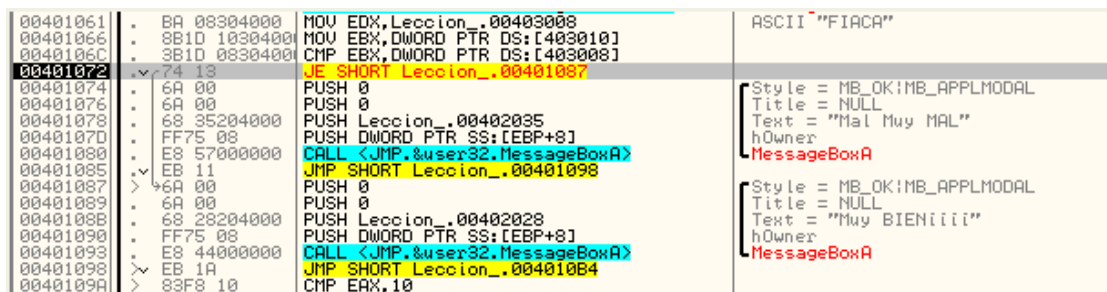 00401061 . BA 08304000 MOV EDX,Leccion_.00403008 ASCII "FIACA"
00401066 . 8B1D 10304000 MOV EBX,DWORD PTR DS:[403010]
0040106C . 3B1D 08304000 CMP EBX,DWORD PTR DS:[403008]
00401072 . 74 13 JE SHORT Leccion_.00401087
00401074 . 6A 00 PUSH 0 Style = MB_OK|MB_APPLMODAL
00401076 . 6A 00 PUSH 0 Title = NULL
00401078 . 68 35204000 PUSH Leccion_.00402035 Text = "Mal Muy MAL"
0040107D . FF75 08 PUSH DWORD PTR SS:[EBP+8] hOwner
00401080 . E8 57000000 CALL <JMP.&user32.MessageBoxA> MessageBoxA
00401085 . EB 11 JMP SHORT Leccion_.00401098
00401087 > 6A 00 PUSH 0 Style = MB_OK|MB_APPLMODAL
00401089 . 6A 00 PUSH 0 Title = NULL
0040108B . 68 28204000 PUSH Leccion_.00402028 Text = "Muy BIENíííí"
00401090 . FF75 08 PUSH DWORD PTR SS:[EBP+8] hOwner
00401093 . E8 44000000 CALL <JMP.&user32.MessageBoxA> MessageBoxA
00401098 > EB 1A JMP SHORT Leccion_.004010B4
0040109A > 83F8 10 CMP EAX,10